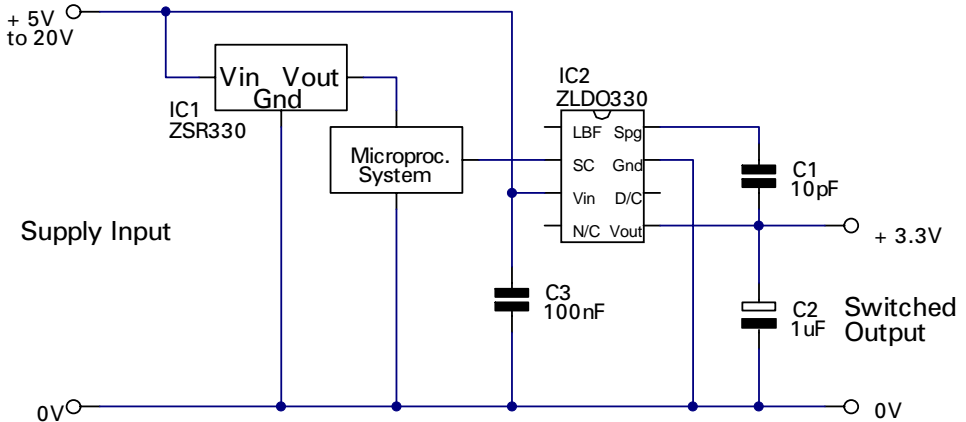 + 5V
to 20V
Vin Vout
Gnd
IC1
ZSR330
Microproc.
System
IC2
ZLDO330
LBF Spg
SC Gnd
Vin D/C
N/C Vout
C1
10pF
+ 3.3V
Supply Input
C3
100nF
C2
1uF
Switched
Output
0V
0V